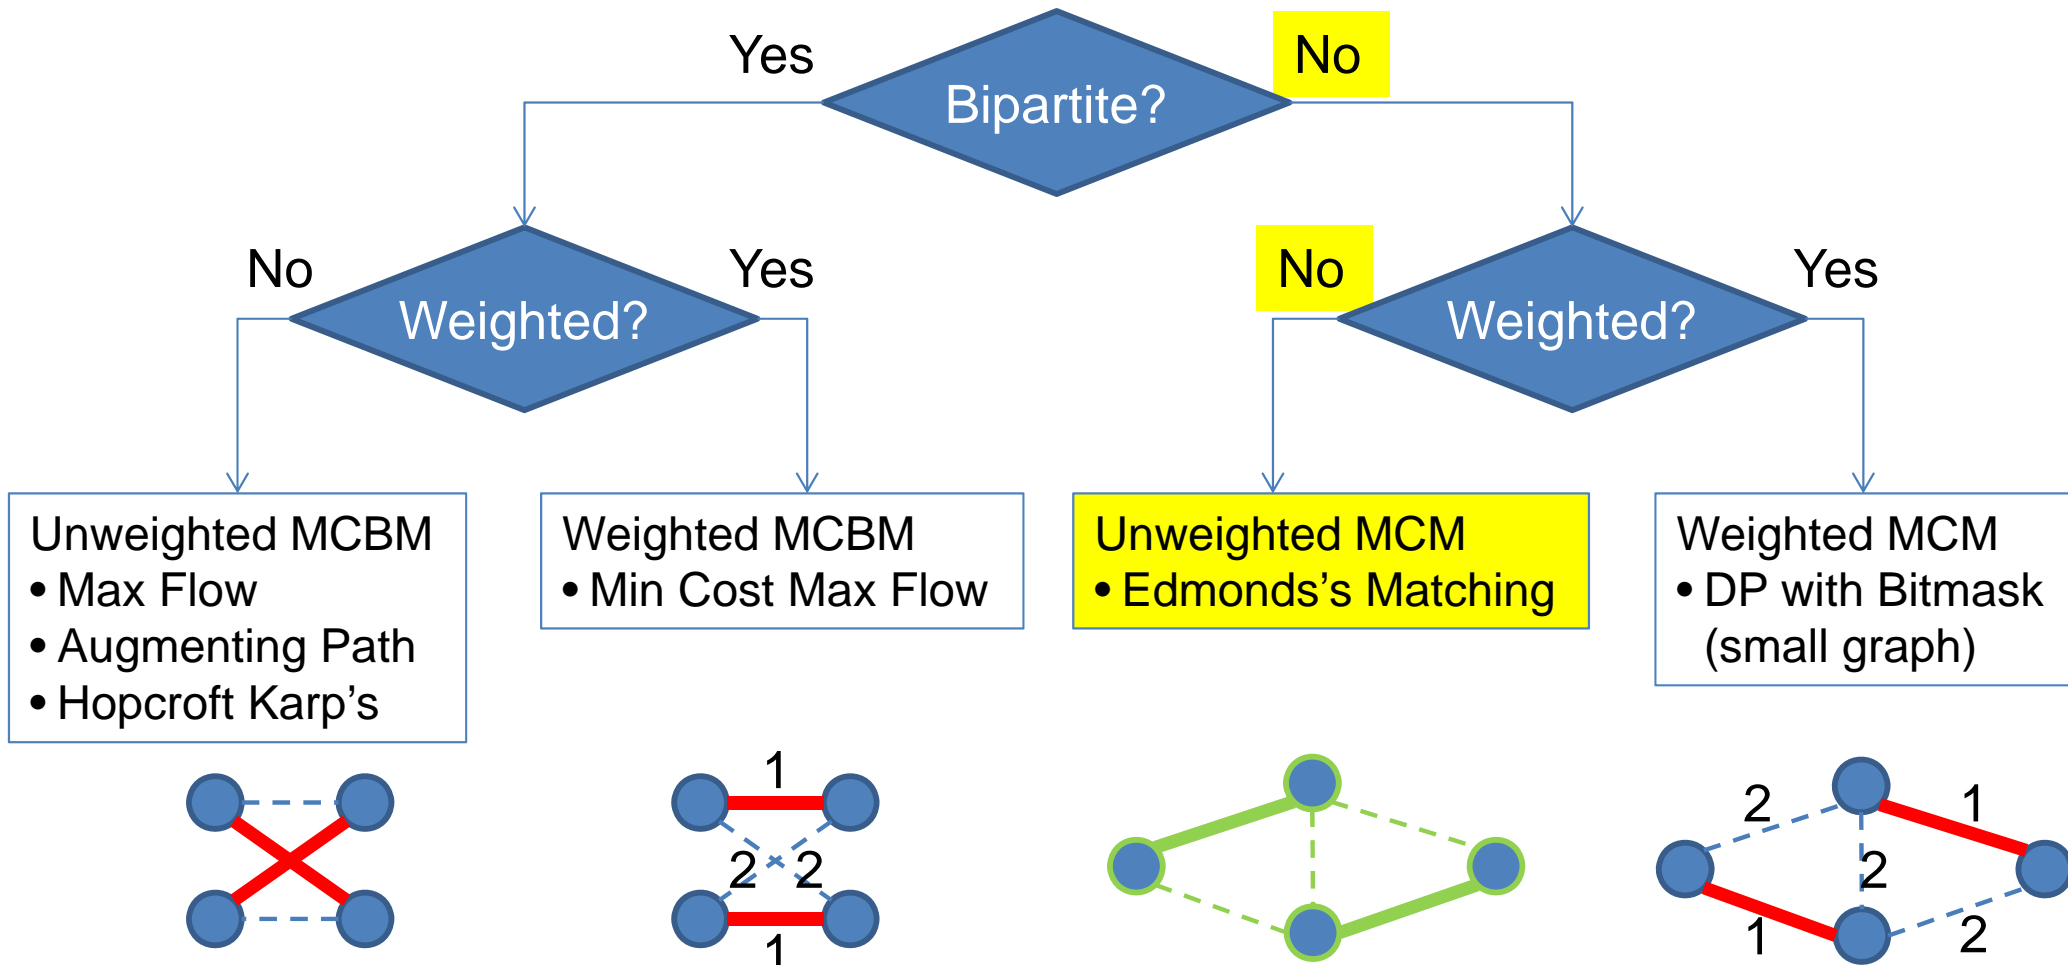 Yes
No
Bipartite?
No
Yes
No
Yes
Weighted?
Weighted?
Unweighted MCBM
• Max Flow
• Augmenting Path
• Hopcroft Karp's
Weighted MCBM
• Min Cost Max Flow
Unweighted MCM
• Edmonds's Matching
Weighted MCM
• DP with Bitmask
(small graph)
1
2 2
1
2
1
2
1
2